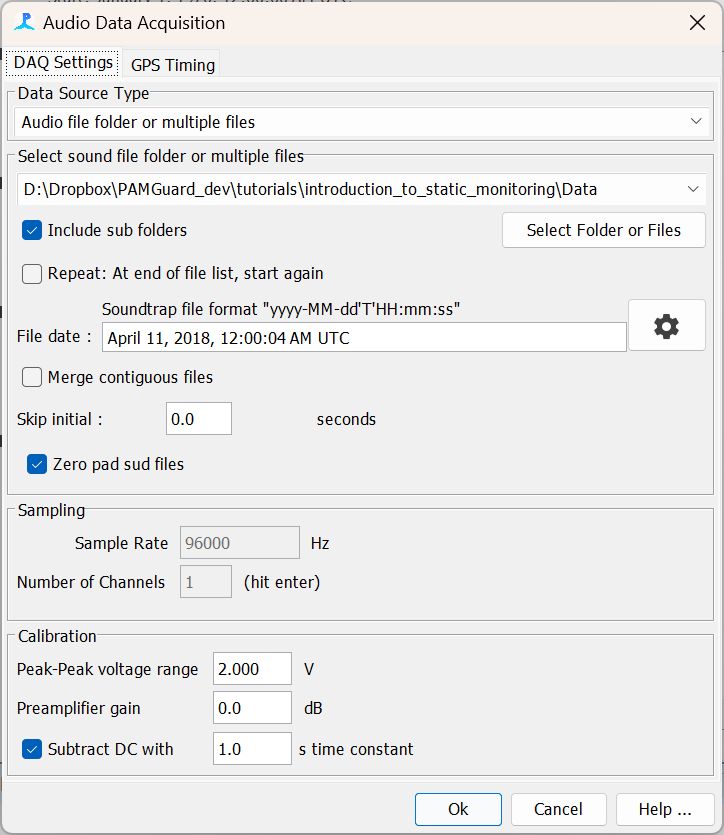 Audio Data Acquisition
DAQ Settings
GPS Timing
Data Source Type
Audio file folder or multiple files
Select sound file folder or multiple files
D:\Dropbox\PAMGuard_dev\tutorials\introduction_to_static_monitoring\Data
Include sub folders
Select Folder or Files
Repeat: At end of file list, start again
Soundtrap file format "yyyy-MM-dd'T'HH:mm:ss"
File date :
April 11, 2018, 12:00:04 AM UTC
Merge contiguous files
Skip initial :
0.0
seconds
Zero pad sud files
Sampling
Sample Rate
96000
Hz
Number of Channels
1
(hit enter)
Calibration
Peak-Peak voltage range
2.000
V
Preamplifier gain
0.0
dB
Subtract DC with
1.0
s time constant
Ok
Cancel
Help ...